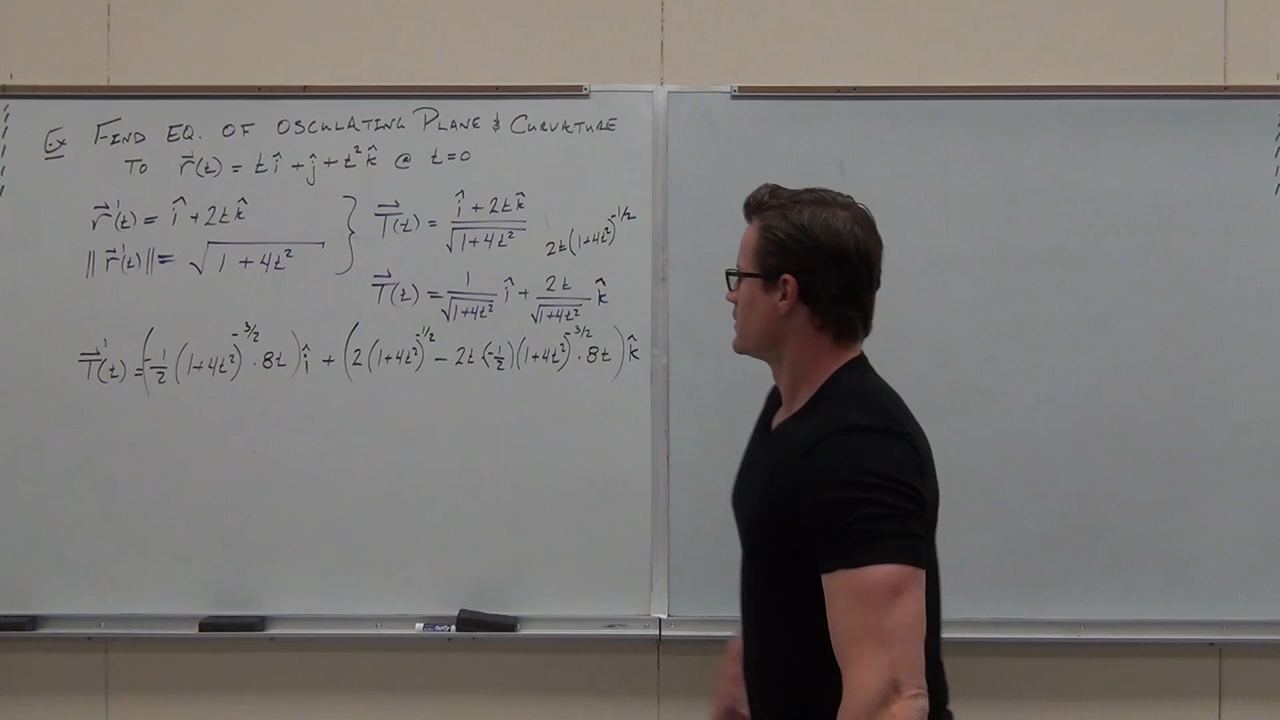 Ex FIND EQ. OF OSCULATING PLANE & CURVATURE
TO r⃗(t) = t î + ĵ + t² k̂ @ t=0
r⃗'(t) = î + 2t k̂
‖ r⃗'(t) ‖ = √(1 + 4t²)
T⃗(t) = (î + 2t k̂)/√(1+4t²)
2t(1+4t²)^(-1/2)
T⃗(t) = 1/√(1+4t²) î + 2t/√(1+4t²) k̂
T⃗'(t) = (-1/2 (1+4t²)^(-3/2) · 8t) î + (2(1+4t²)^(-1/2) - 2t (-1/2)(1+4t²)^(-3/2) · 8t) k̂